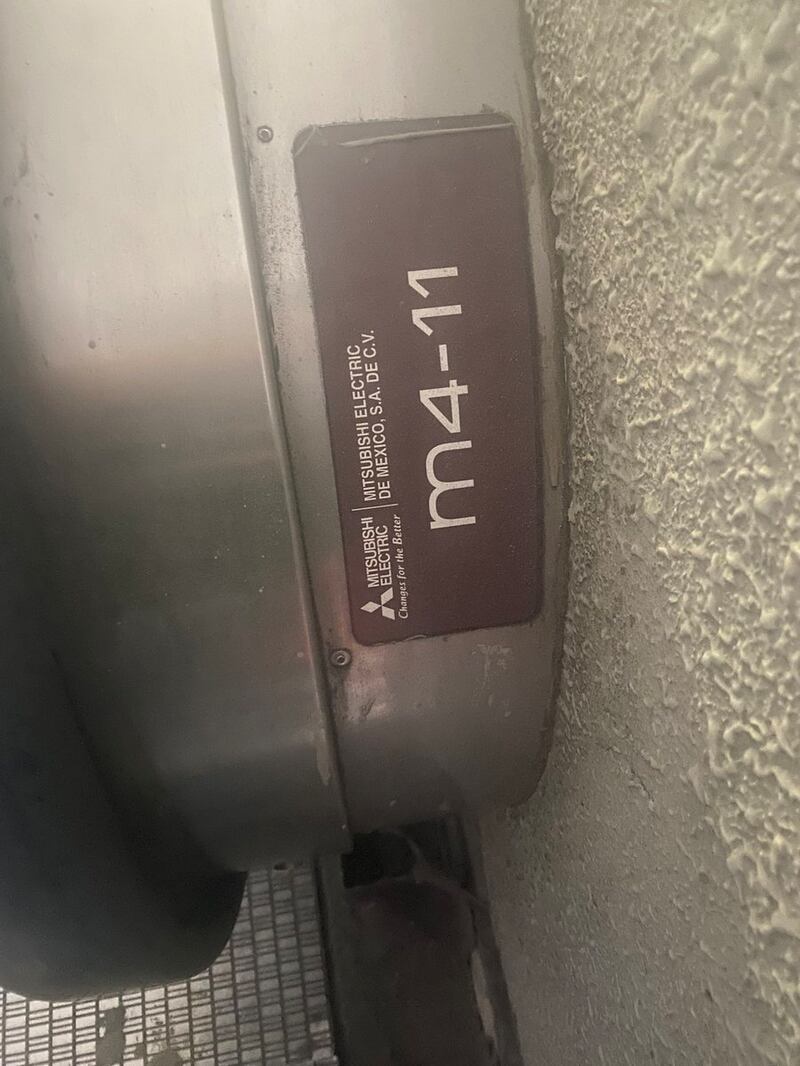 MITSUBISHI
ELECTRIC
Changes for the Better
MITSUBISHI ELECTRIC
DE MEXICO, S.A. DE C.V.
m4-11